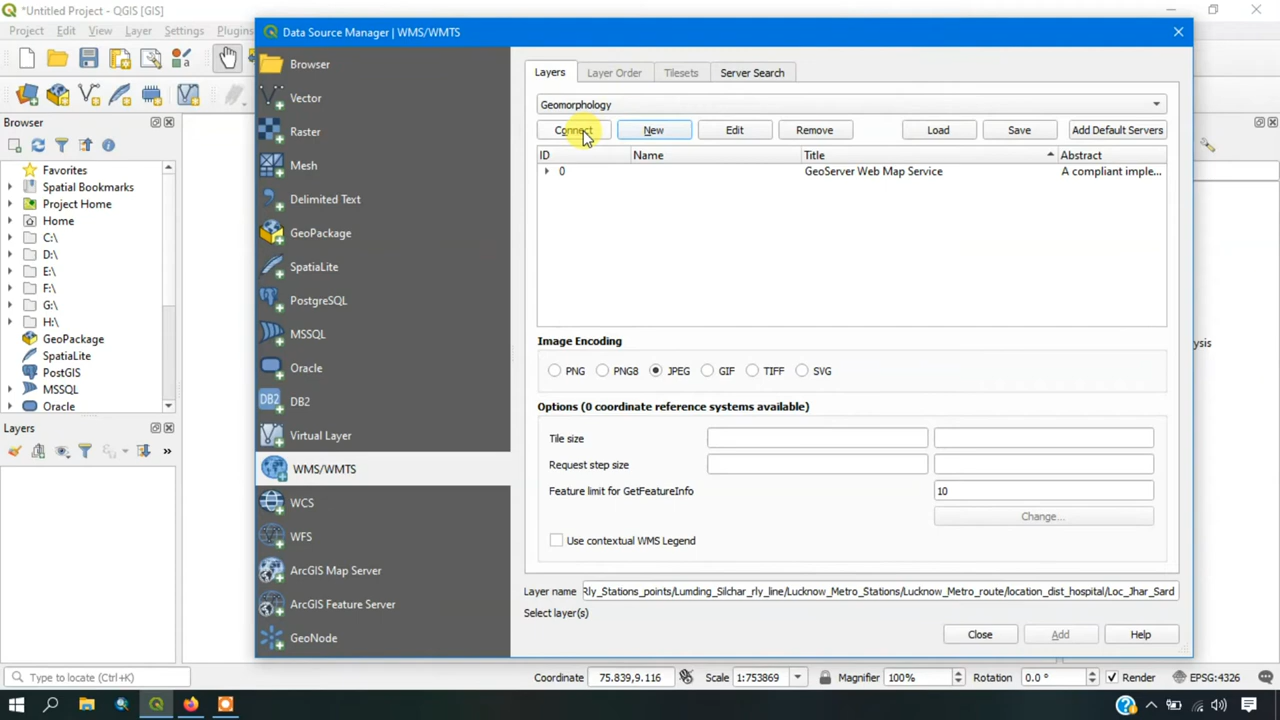 *Untitled Project - QGIS [GIS]
Project Edit View Layer Settings Plugins
Data Source Manager | WMS/WMTS
Browser
Favorites
Spatial Bookmarks
Project Home
Home
C:\
D:\
E:\
F:\
G:\
H:\
GeoPackage
SpatiaLite
PostGIS
MSSQL
Oracle
Layers
»
Browser
Vector
Raster
Mesh
Delimited Text
GeoPackage
SpatiaLite
PostgreSQL
MSSQL
Oracle
DB2
Virtual Layer
WMS/WMTS
WCS
WFS
ArcGIS Map Server
ArcGIS Feature Server
GeoNode
Layers Layer Order Tilesets Server Search
Geomorphology
Connect New Edit Remove Load Save Add Default Servers
ID Name Title Abstract
0 GeoServer Web Map Service A compliant imple...
Image Encoding
PNG PNG8 JPEG GIF TIFF SVG
Options (0 coordinate reference systems available)
Tile size
Request step size
Feature limit for GetFeatureInfo 10
Change...
Use contextual WMS Legend
Layer name Rly_Stations_points/Lumding_Silchar_rly_line/Lucknow_Metro_Stations/Lucknow_Metro_route/location_dist_hospital/Loc_Jhar_Sard
Select layer(s)
Close Add Help
ysis
Type to locate (Ctrl+K) Coordinate 75.839,9.116 Scale 1:753869 Magnifier 100% Rotation 0.0 ° Render EPSG:4326